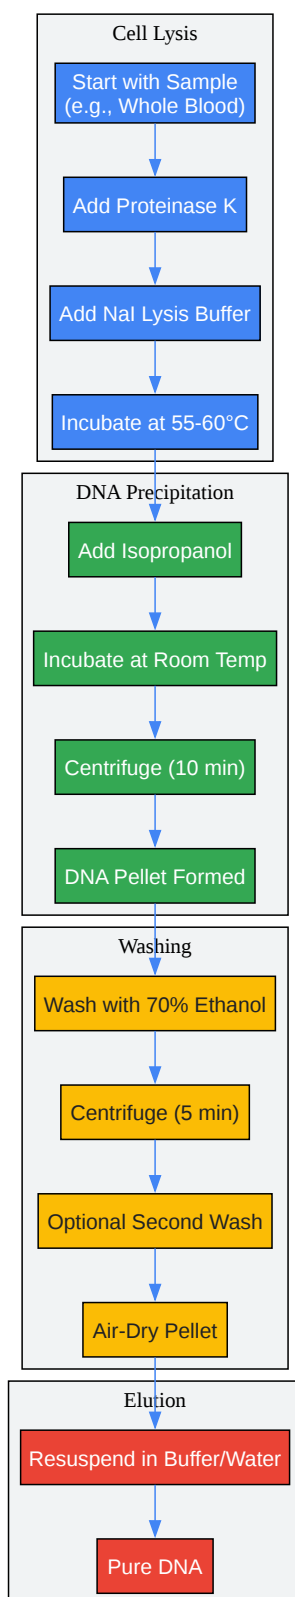 Cell Lysis
Start with Sample
(e.g., Whole Blood)
Add Proteinase K
Add NaI Lysis Buffer
Incubate at 55-60°C
DNA Precipitation
Add Isopropanol
Incubate at Room Temp
Centrifuge (10 min)
DNA Pellet Formed
Washing
Wash with 70% Ethanol
Centrifuge (5 min)
Optional Second Wash
Air-Dry Pellet
Elution
Resuspend in Buffer/Water
Pure DNA